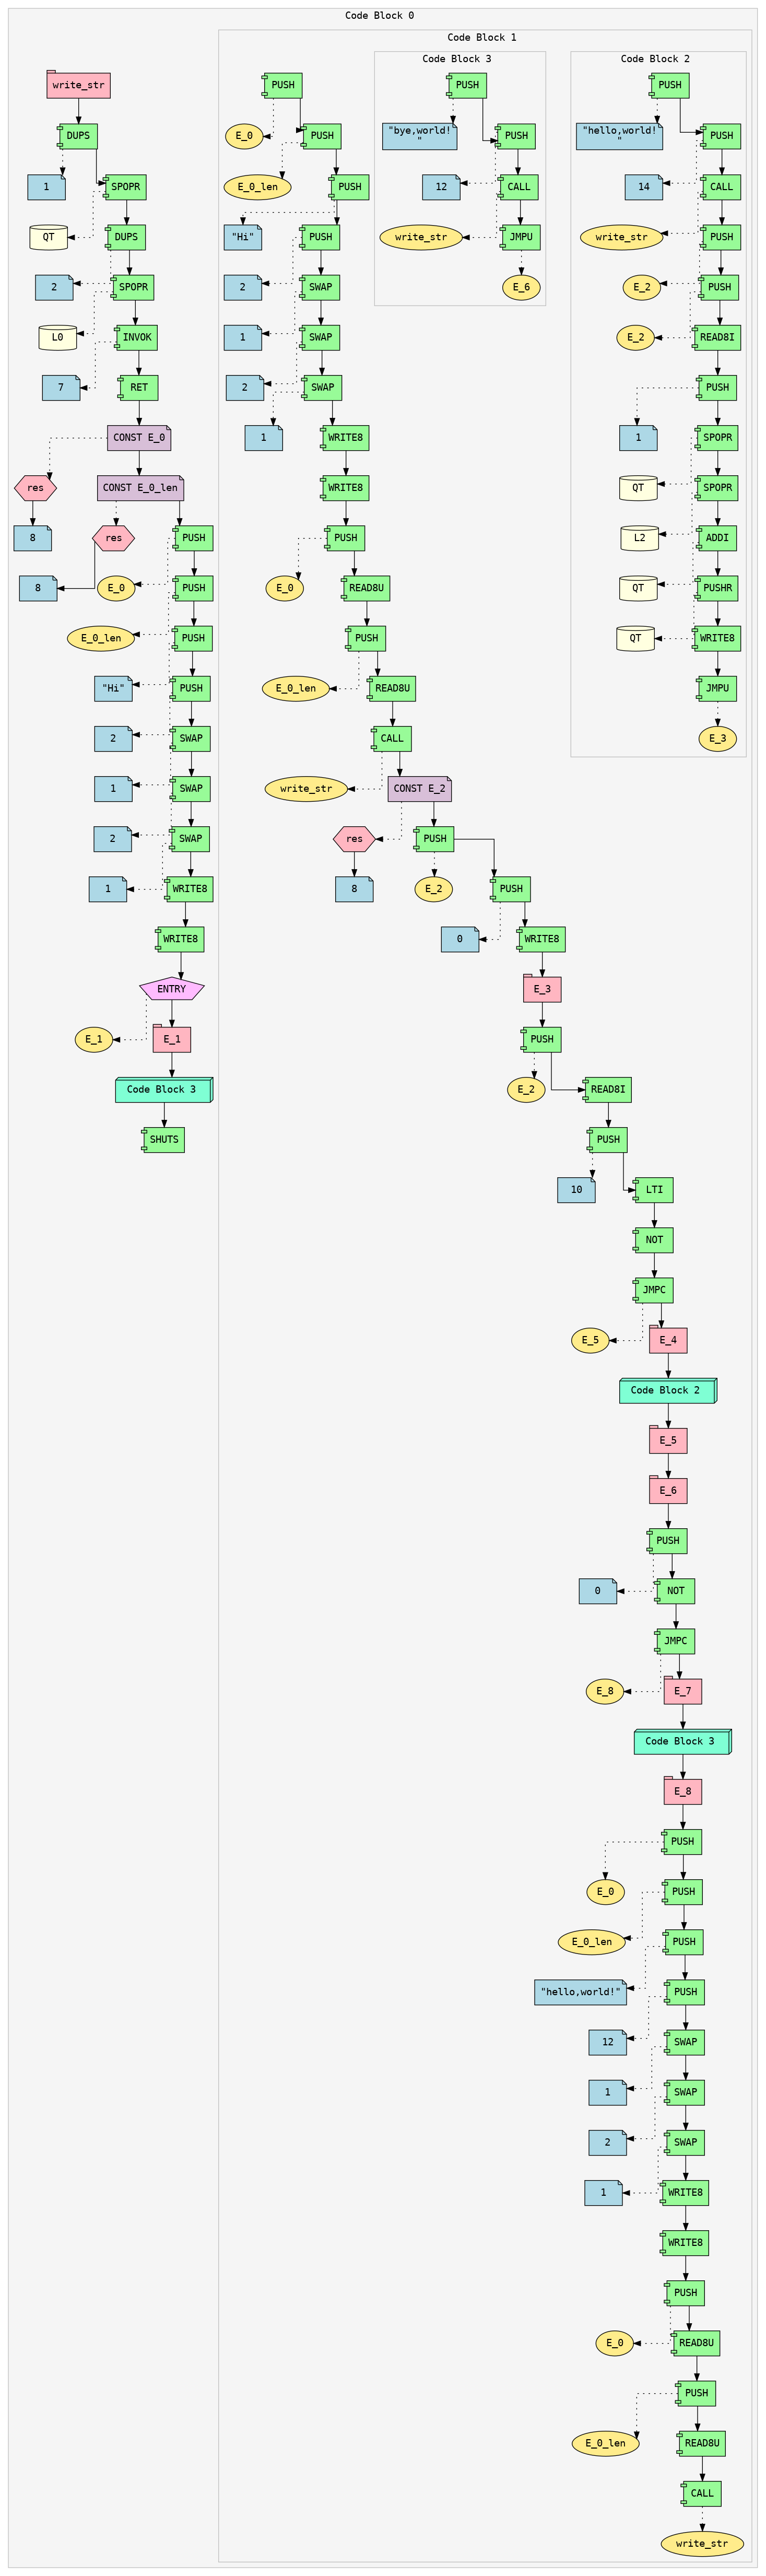 Code Block 0
write_str
DUPS
1
SPOPR
QT
DUPS
2
SPOPR
L0
INVOK
7
RET
CONST E_0
res
CONST E_0_len
8
res
PUSH
8
E_0
PUSH
E_0_len
PUSH
"Hi"
PUSH
2
SWAP
1
SWAP
2
SWAP
1
WRITE8
WRITE8
ENTRY
E_1
E_1
Code Block 3
SHUTS
Code Block 1
PUSH
E_0
PUSH
E_0_len
PUSH
"Hi"
PUSH
2
SWAP
1
SWAP
2
SWAP
1
WRITE8
WRITE8
PUSH
E_0
READ8U
PUSH
E_0_len
READ8U
CALL
write_str
CONST E_2
res
PUSH
8
E_2
PUSH
0
WRITE8
E_3
PUSH
E_2
READ8I
PUSH
10
LTI
NOT
JMPC
E_5
E_4
Code Block 2
E_5
E_6
PUSH
0
NOT
JMPC
E_8
E_7
Code Block 3
E_8
PUSH
E_0
PUSH
E_0_len
PUSH
"hello,world!"
PUSH
12
SWAP
1
SWAP
2
SWAP
1
WRITE8
WRITE8
PUSH
E_0
READ8U
PUSH
E_0_len
READ8U
CALL
write_str
Code Block 3
PUSH
"bye,world!
"
PUSH
12
CALL
write_str
JMPU
E_6
Code Block 2
PUSH
"hello,world!
"
PUSH
14
CALL
write_str
PUSH
E_2
PUSH
E_2
READ8I
PUSH
1
SPOPR
QT
SPOPR
L2
ADDI
QT
PUSHR
QT
WRITE8
JMPU
E_3